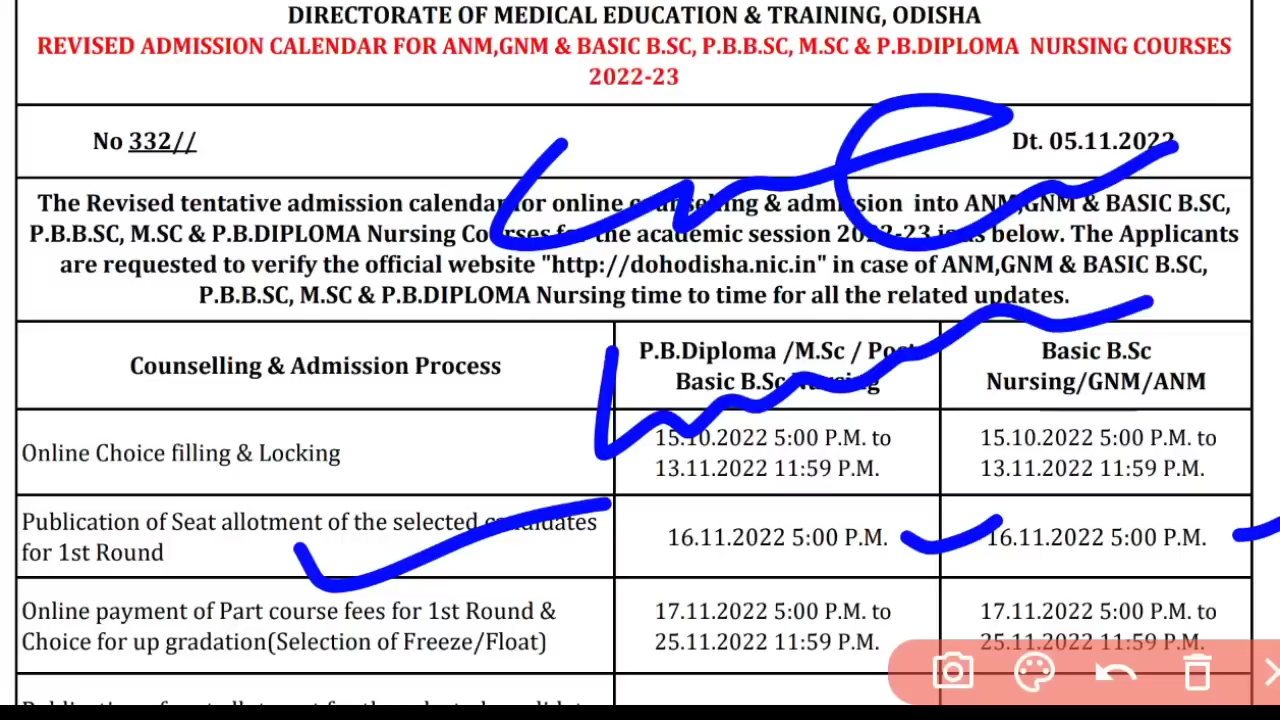 DIRECTORATE OF MEDICAL EDUCATION & TRAINING, ODISHA
REVISED ADMISSION CALENDAR FOR ANM,GNM & BASIC B.SC, P.B.B.SC, M.SC & P.B.DIPLOMA NURSING COURSES
2022-23
No 332// Dt. 05.11.2022
The Revised tentative admission calendar for online counselling & admission into ANM,GNM & BASIC B.SC,
P.B.B.SC, M.SC & P.B.DIPLOMA Nursing Courses for the academic session 2022-23 is as below. The Applicants
are requested to verify the official website "http://dohodisha.nic.in" in case of ANM,GNM & BASIC B.SC,
P.B.B.SC, M.SC & P.B.DIPLOMA Nursing time to time for all the related updates.
Counselling & Admission Process
P.B.Diploma /M.Sc / Post
Basic B.Sc Nursing
Basic B.Sc
Nursing/GNM/ANM
Online Choice filling & Locking
15.10.2022 5:00 P.M. to
13.11.2022 11:59 P.M.
15.10.2022 5:00 P.M. to
13.11.2022 11:59 P.M.
Publication of Seat allotment of the selected candidates
for 1st Round
16.11.2022 5:00 P.M.
16.11.2022 5:00 P.M.
Online payment of Part course fees for 1st Round &
Choice for up gradation(Selection of Freeze/Float)
17.11.2022 5:00 P.M. to
25.11.2022 11:59 P.M.
17.11.2022 5:00 P.M. to
25.11.2022 11:59 P.M.